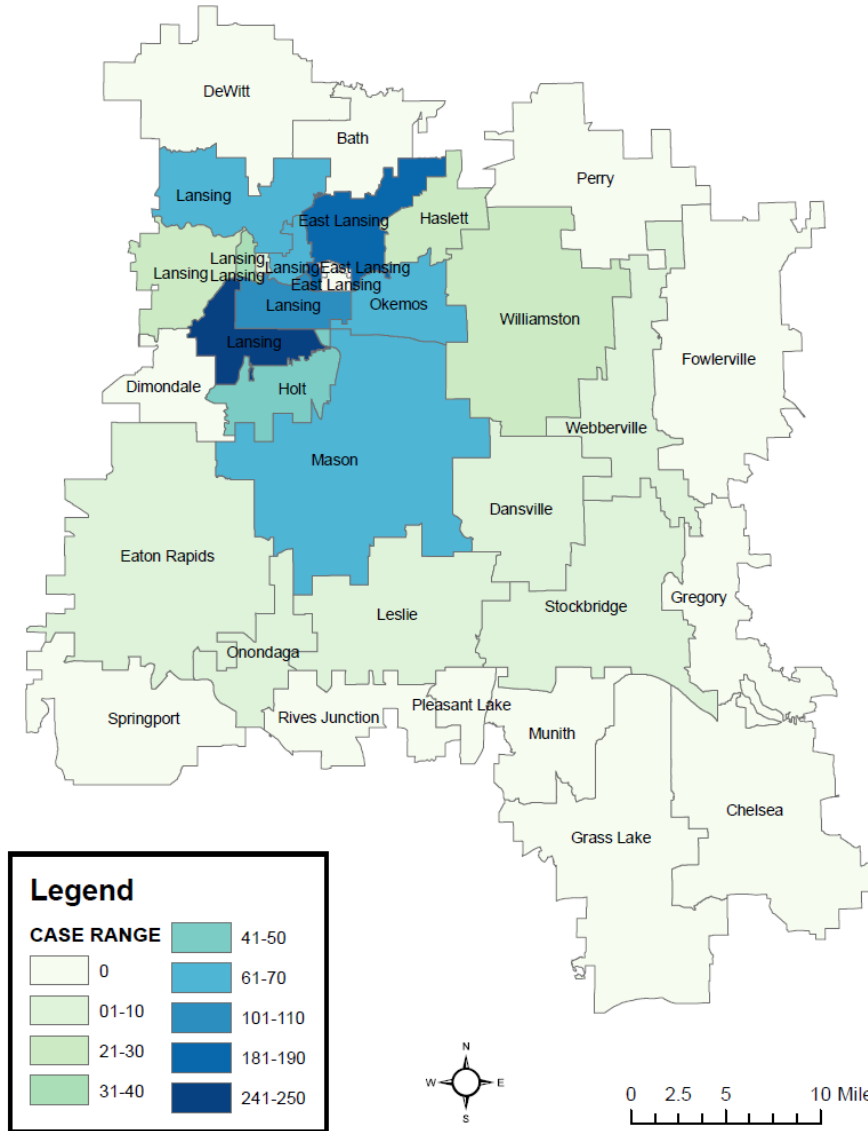 DeWitt
Bath
Perry
Lansing
East Lansing
Haslett
Lansing
Lansing
Lansing
Lansing
East Lansing
East Lansing
Lansing
Okemos
Williamston
Lansing
Fowlerville
Dimondale
Holt
Webberville
Mason
Dansville
Eaton Rapids
Gregory
Stockbridge
Leslie
Onondaga
Pleasant Lake
Springport
Rives Junction
Munith
Chelsea
Grass Lake
Legend
CASE RANGE
0
01-10
21-30
31-40
41-50
61-70
101-110
181-190
241-250
N
W E
S
0 2.5 5 10 Mile